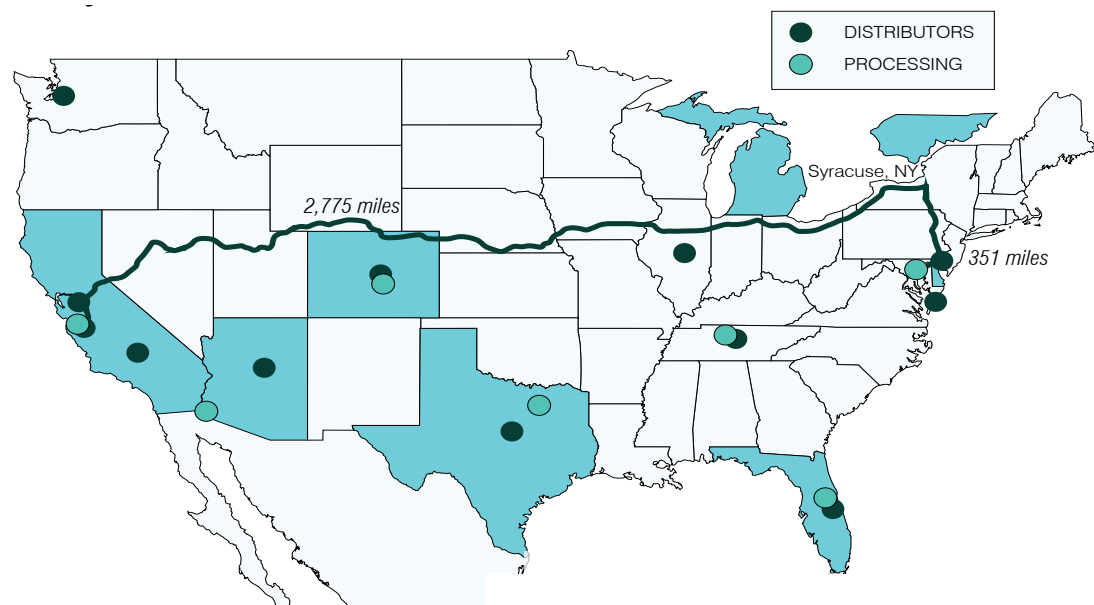 DISTRIBUTORS
PROCESSING
Syracuse, NY
2,775 miles
351 miles